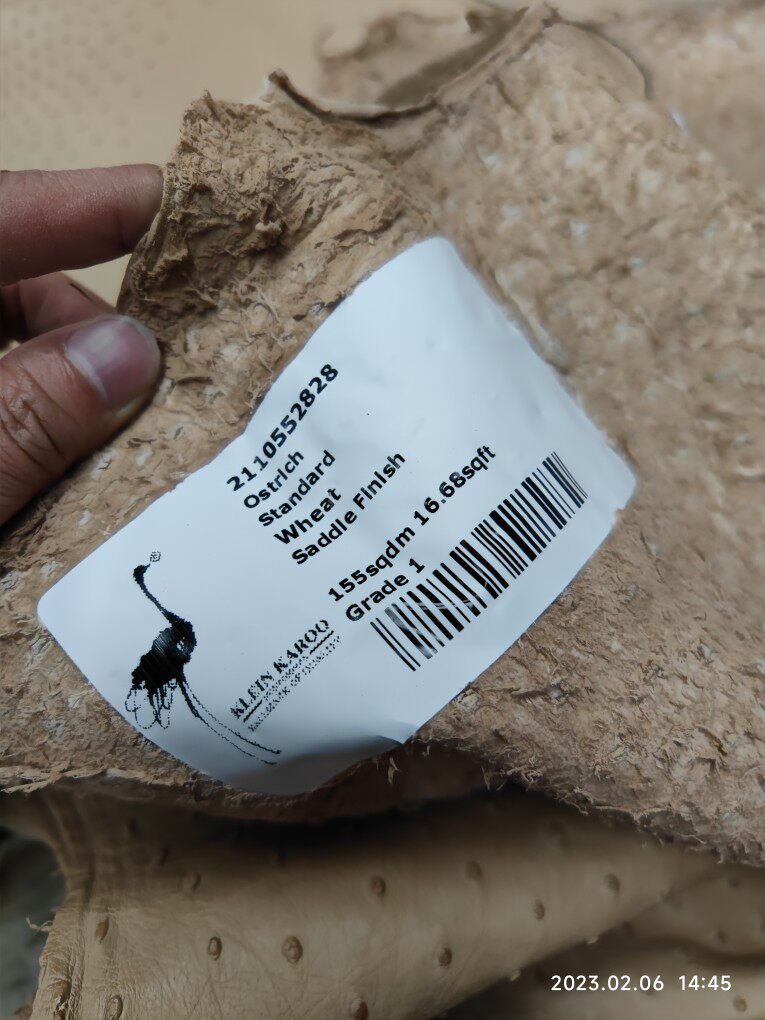 2110552828
Ostrich
Standard
Wheat
Saddle Finish
155sqdm 16.68sqft
Grade 1
KLEIN KAROO
2023.02.06 14:45